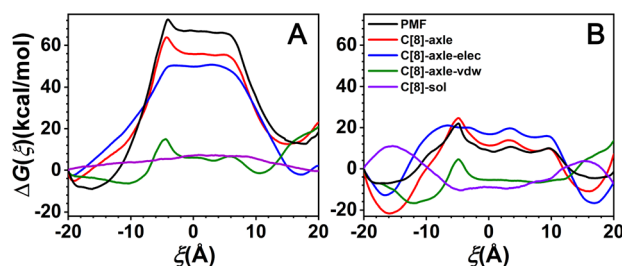 A
B
PMF
C[8]-axle
C[8]-axle-elec
C[8]-axle-vdw
C[8]-sol
ΔG(ξ)(kcal/mol)
60
40
20
0
-20
60
40
20
0
-20
-20 -10 0 10 20
-20 -10 0 10 20
ξ(Å)
ξ(Å)